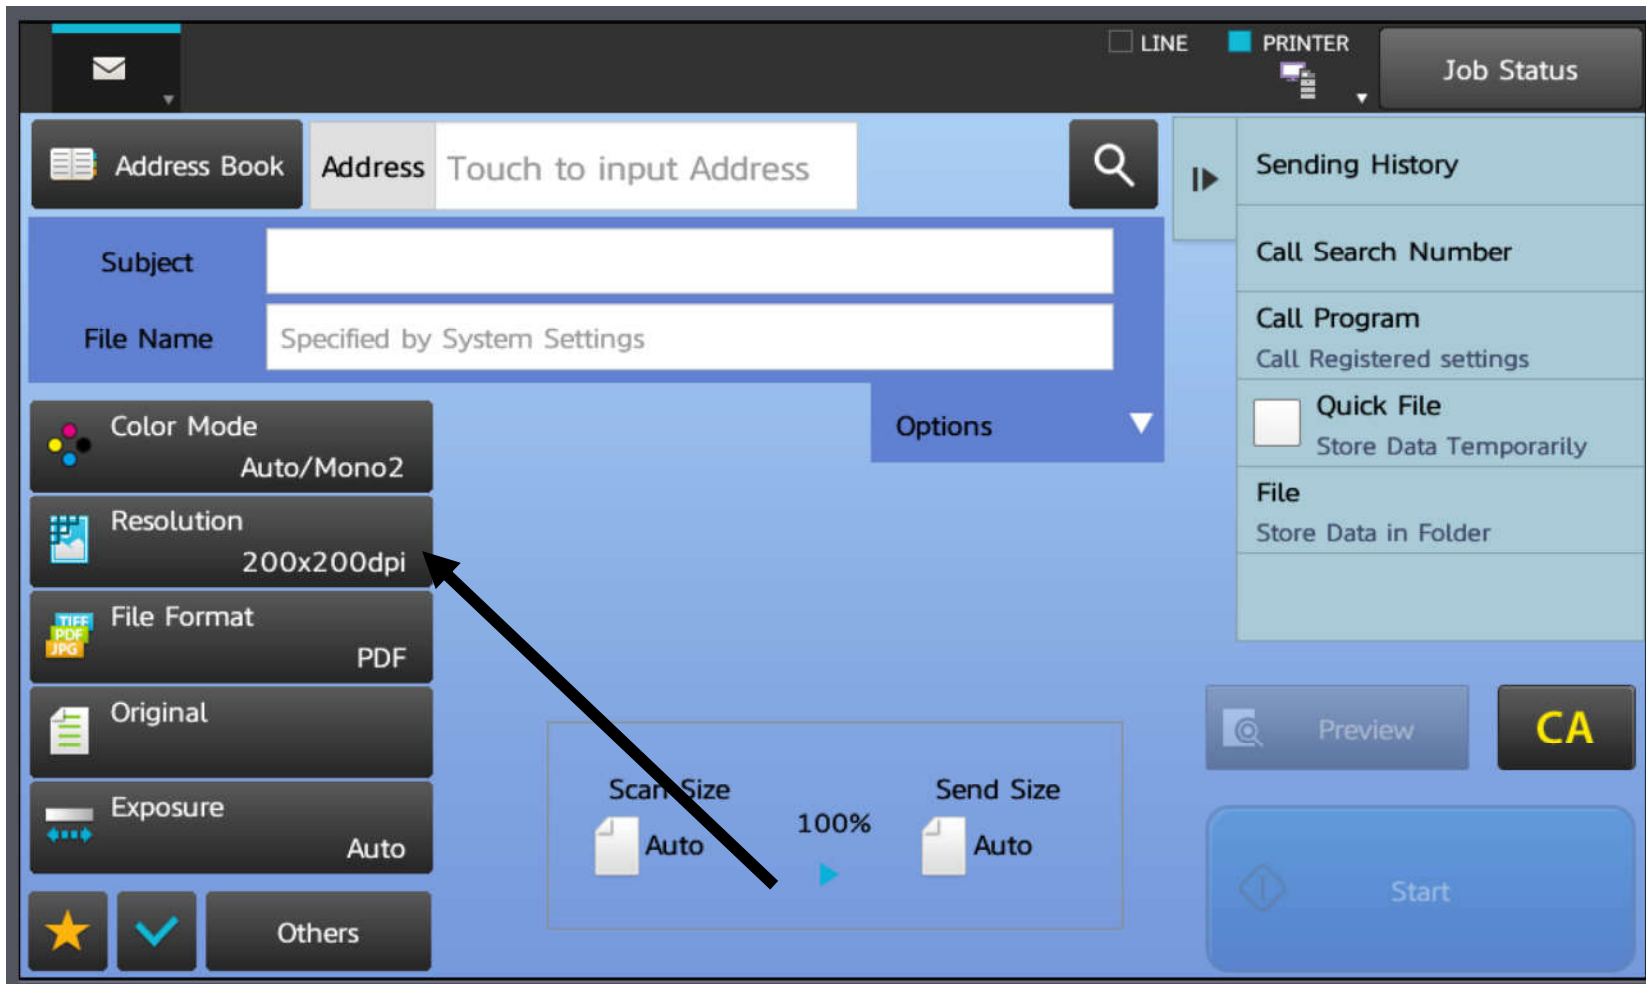 LINE
PRINTER
Job Status
Address Book
Address
Touch to input Address
Subject
File Name
Specified by System Settings
Options
Color Mode
Auto/Mono2
Resolution
200x200dpi
File Format
PDF
TIFF
PDF
JPG
Original
Exposure
Auto
Others
Scan Size
Auto
100%
Send Size
Auto
Sending History
Call Search Number
Call Program
Call Registered settings
Quick File
Store Data Temporarily
File
Store Data in Folder
Preview
CA
Start